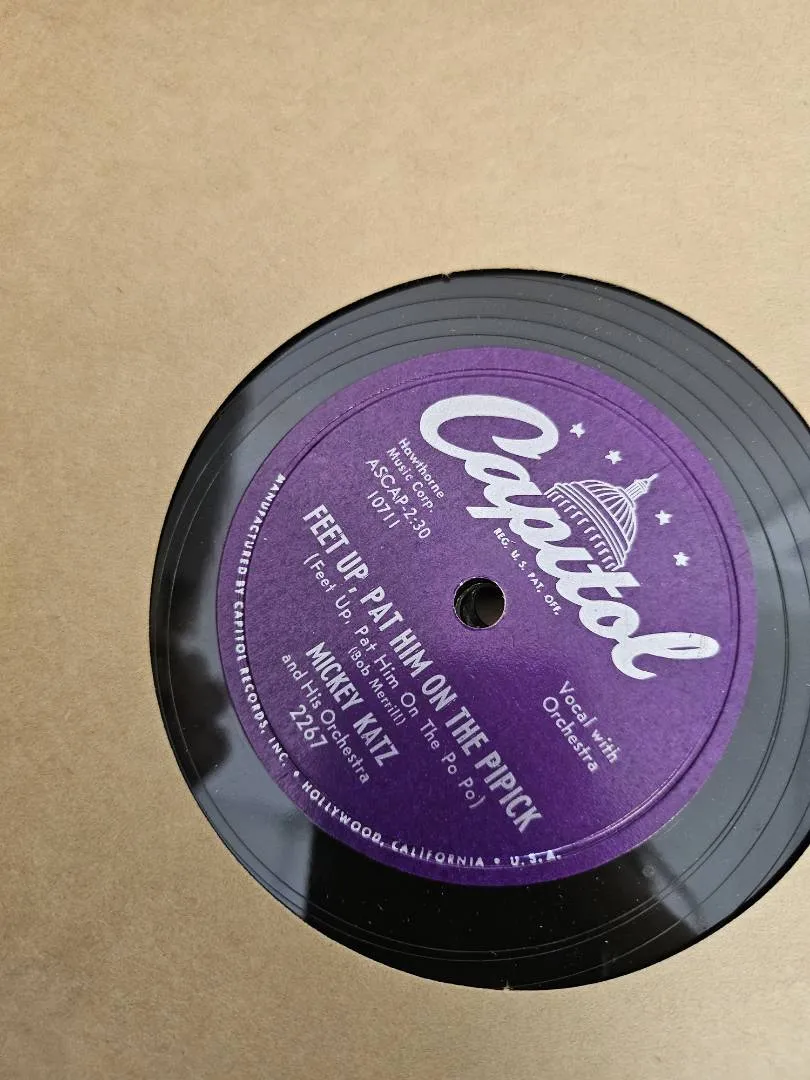 Capitol
REG. U. S. PAT. OFF.
Hawthorne
Music Corp.
ASCAP-2:30
10711
Vocal with
Orchestra
FEET UP, PAT HIM ON THE PIPICK
(Feet Up, Pat Him On The Po Po)
(Bob Merrill)
MICKEY KATZ
and His Orchestra
2267
MANUFACTURED BY CAPITOL RECORDS, INC. • HOLLYWOOD, CALIFORNIA • U.S.A.